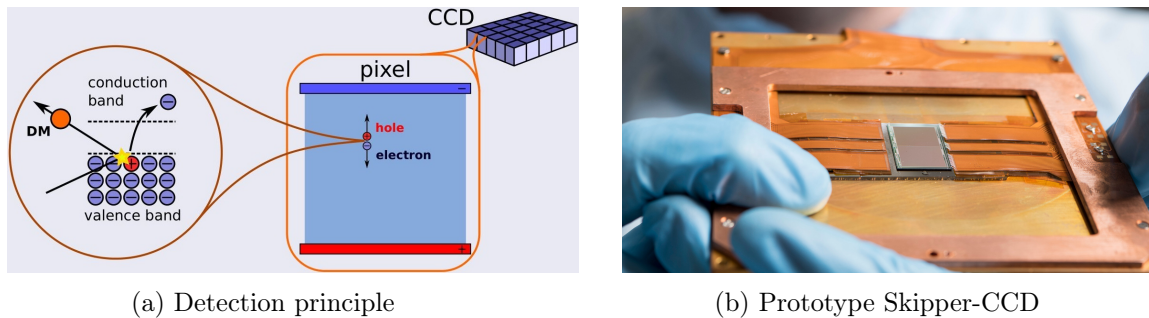 CCD
pixel
−
conduction
band
−
DM
hole
+
−
electron
+
− − + − −
− − − − −
− − − − −
valence band
+
(a) Detection principle
(b) Prototype Skipper-CCD